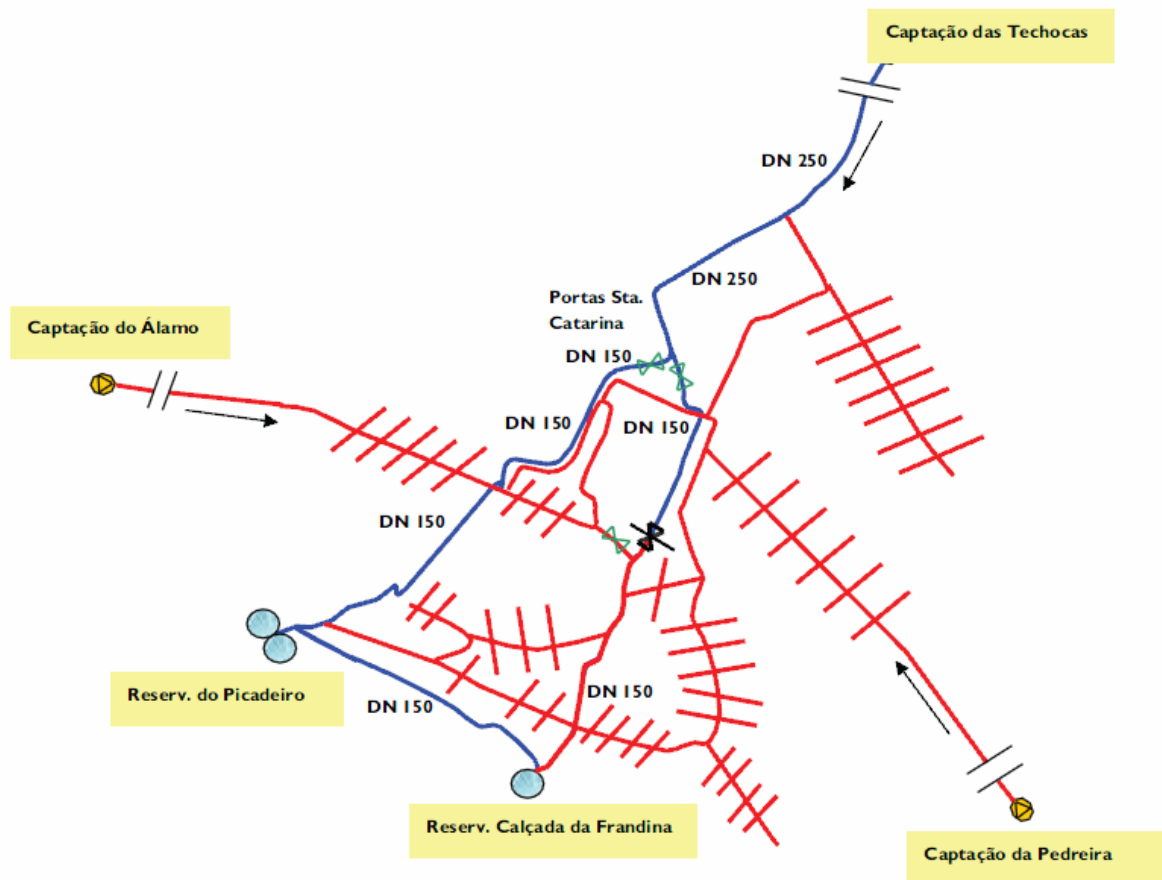 Captação das Techocas
DN 250
DN 250
Portas Sta.
Catarina
Captação do Álamo
DN 150
DN 150
DN 150
DN 150
Reserv. do Picadeiro
DN 150
DN 150
Reserv. Calçada da Frandina
Captação da Pedreira